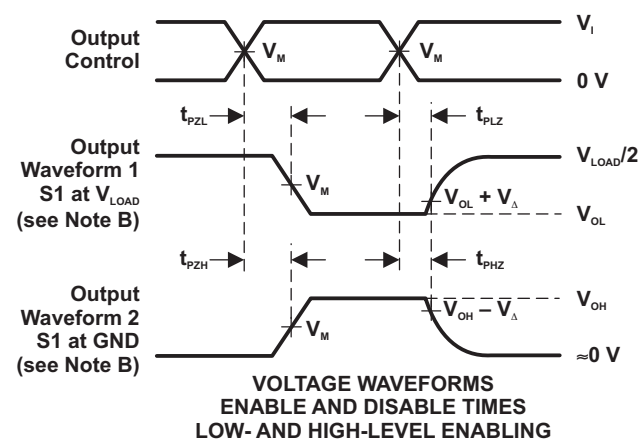 Output
Control
V_M
V_M
V_I
0 V
t_PZL
t_PLZ
Output
Waveform 1
S1 at V_LOAD
(see Note B)
V_M
V_OL + V_Δ
V_LOAD/2
V_OL
t_PZH
t_PHZ
Output
Waveform 2
S1 at GND
(see Note B)
V_M
V_OH – V_Δ
V_OH
≈0 V
VOLTAGE WAVEFORMS
ENABLE AND DISABLE TIMES
LOW- AND HIGH-LEVEL ENABLING